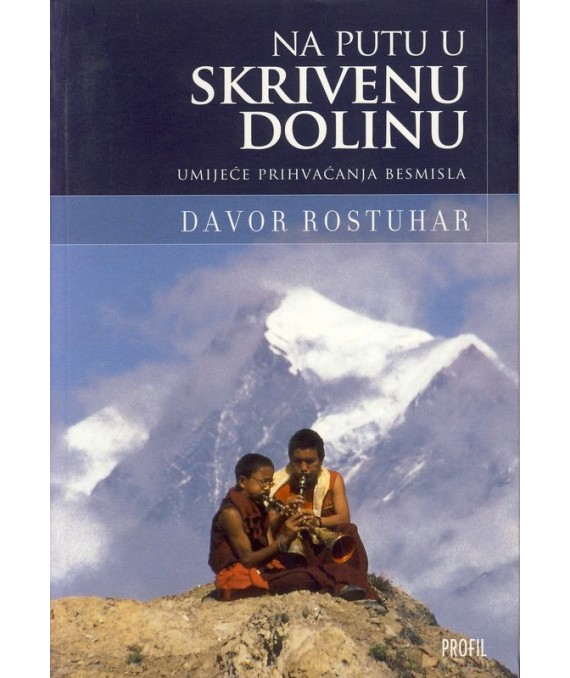 NA PUTU U
SKRIVENU
DOLINU
UMIJEĆE PRIHVAĆANJA BESMISLA
DAVOR ROSTUHAR
PROFIL